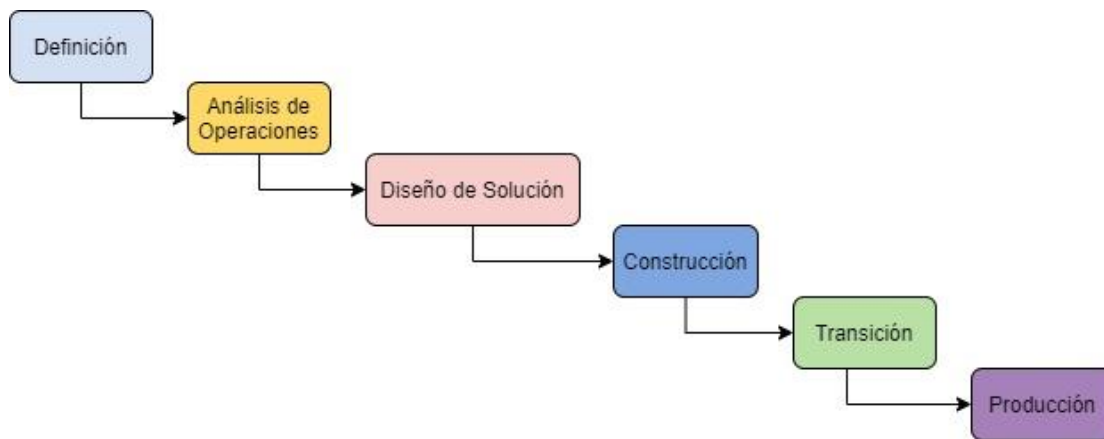 Definición
Análisis de
Operaciones
Diseño de Solución
Construcción
Transición
Producción